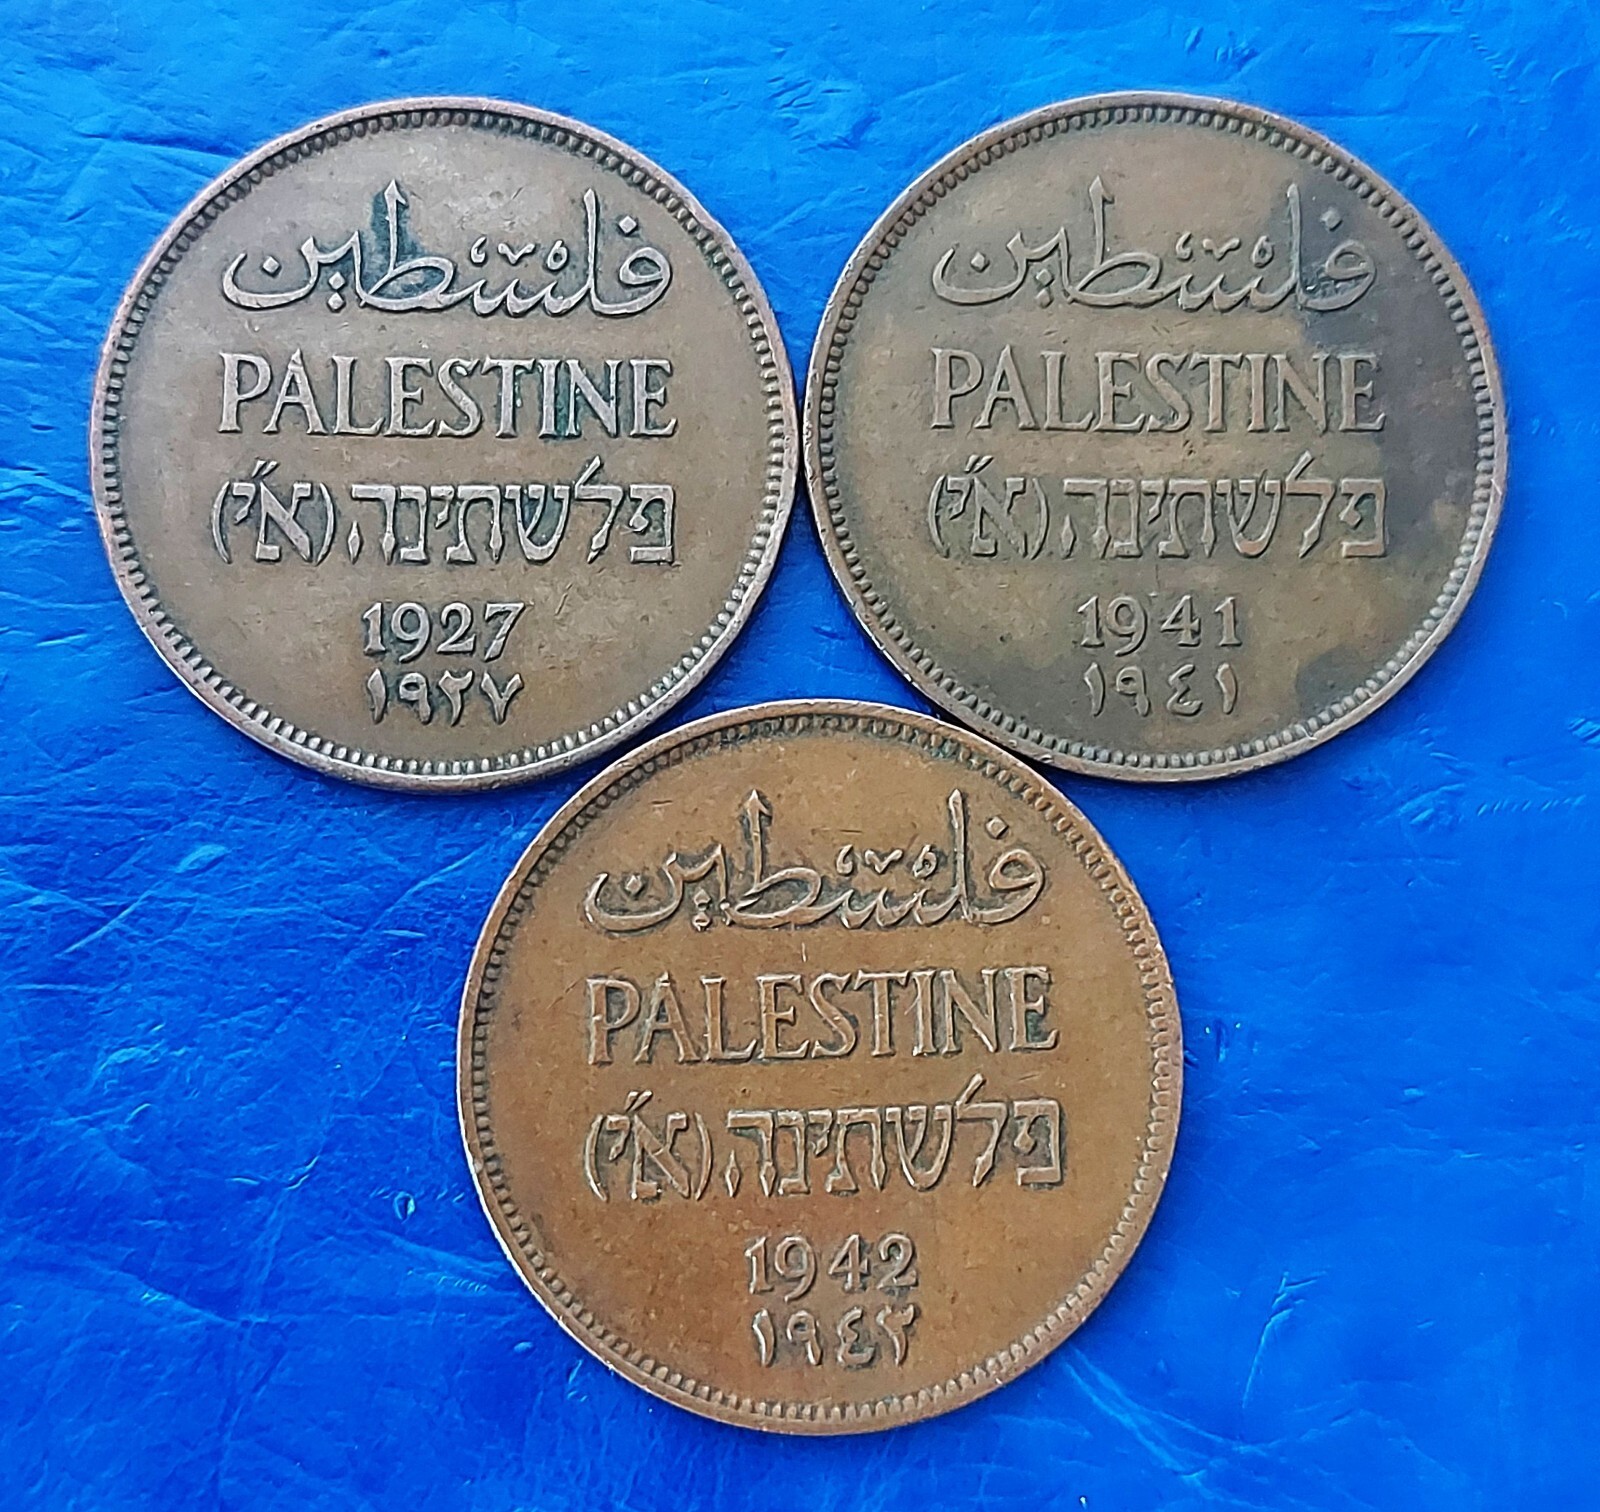 فلسطين
PALESTINE
פלשתינה (א״י)
1927
١٩٢٧
فلسطين
PALESTINE
פלשתינה (א״י)
1941
١٩٤١
فلسطين
PALESTINE
פלשתינה (א״י)
1942
١٩٤٢